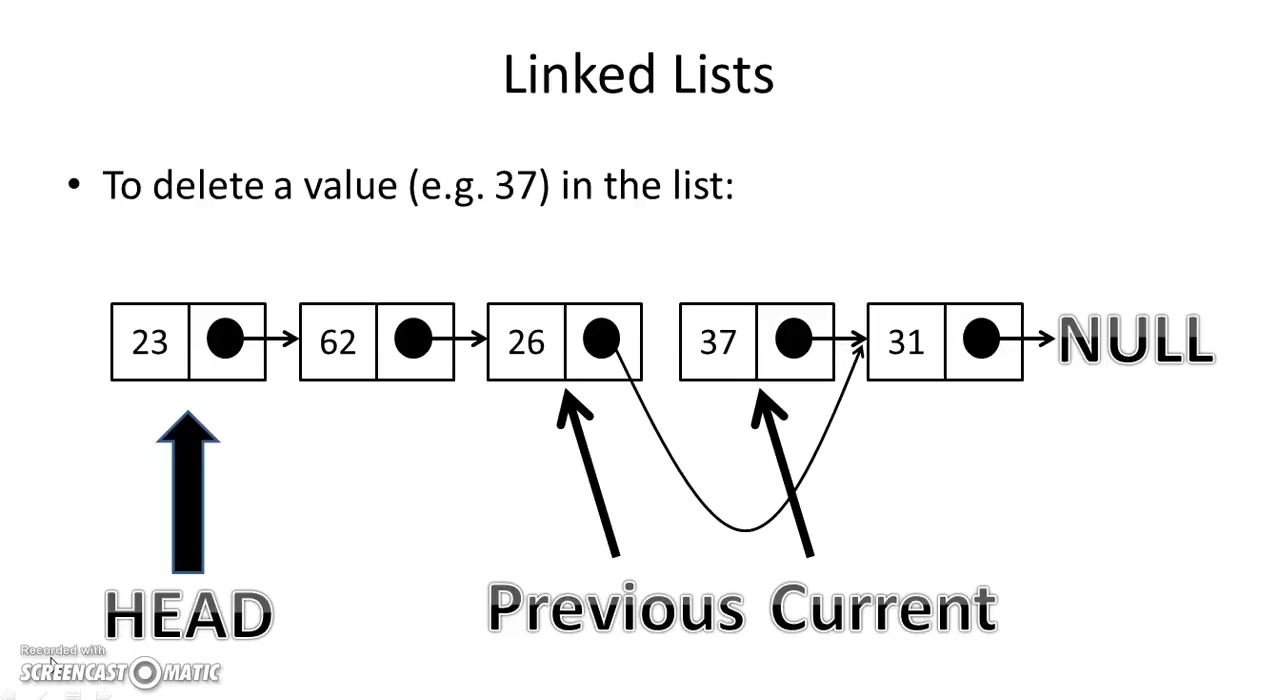 Linked Lists
• To delete a value (e.g. 37) in the list:
23 62 26 37 31 NULL
HEAD Previous Current
Recorded with
SCREENCAST MATIC